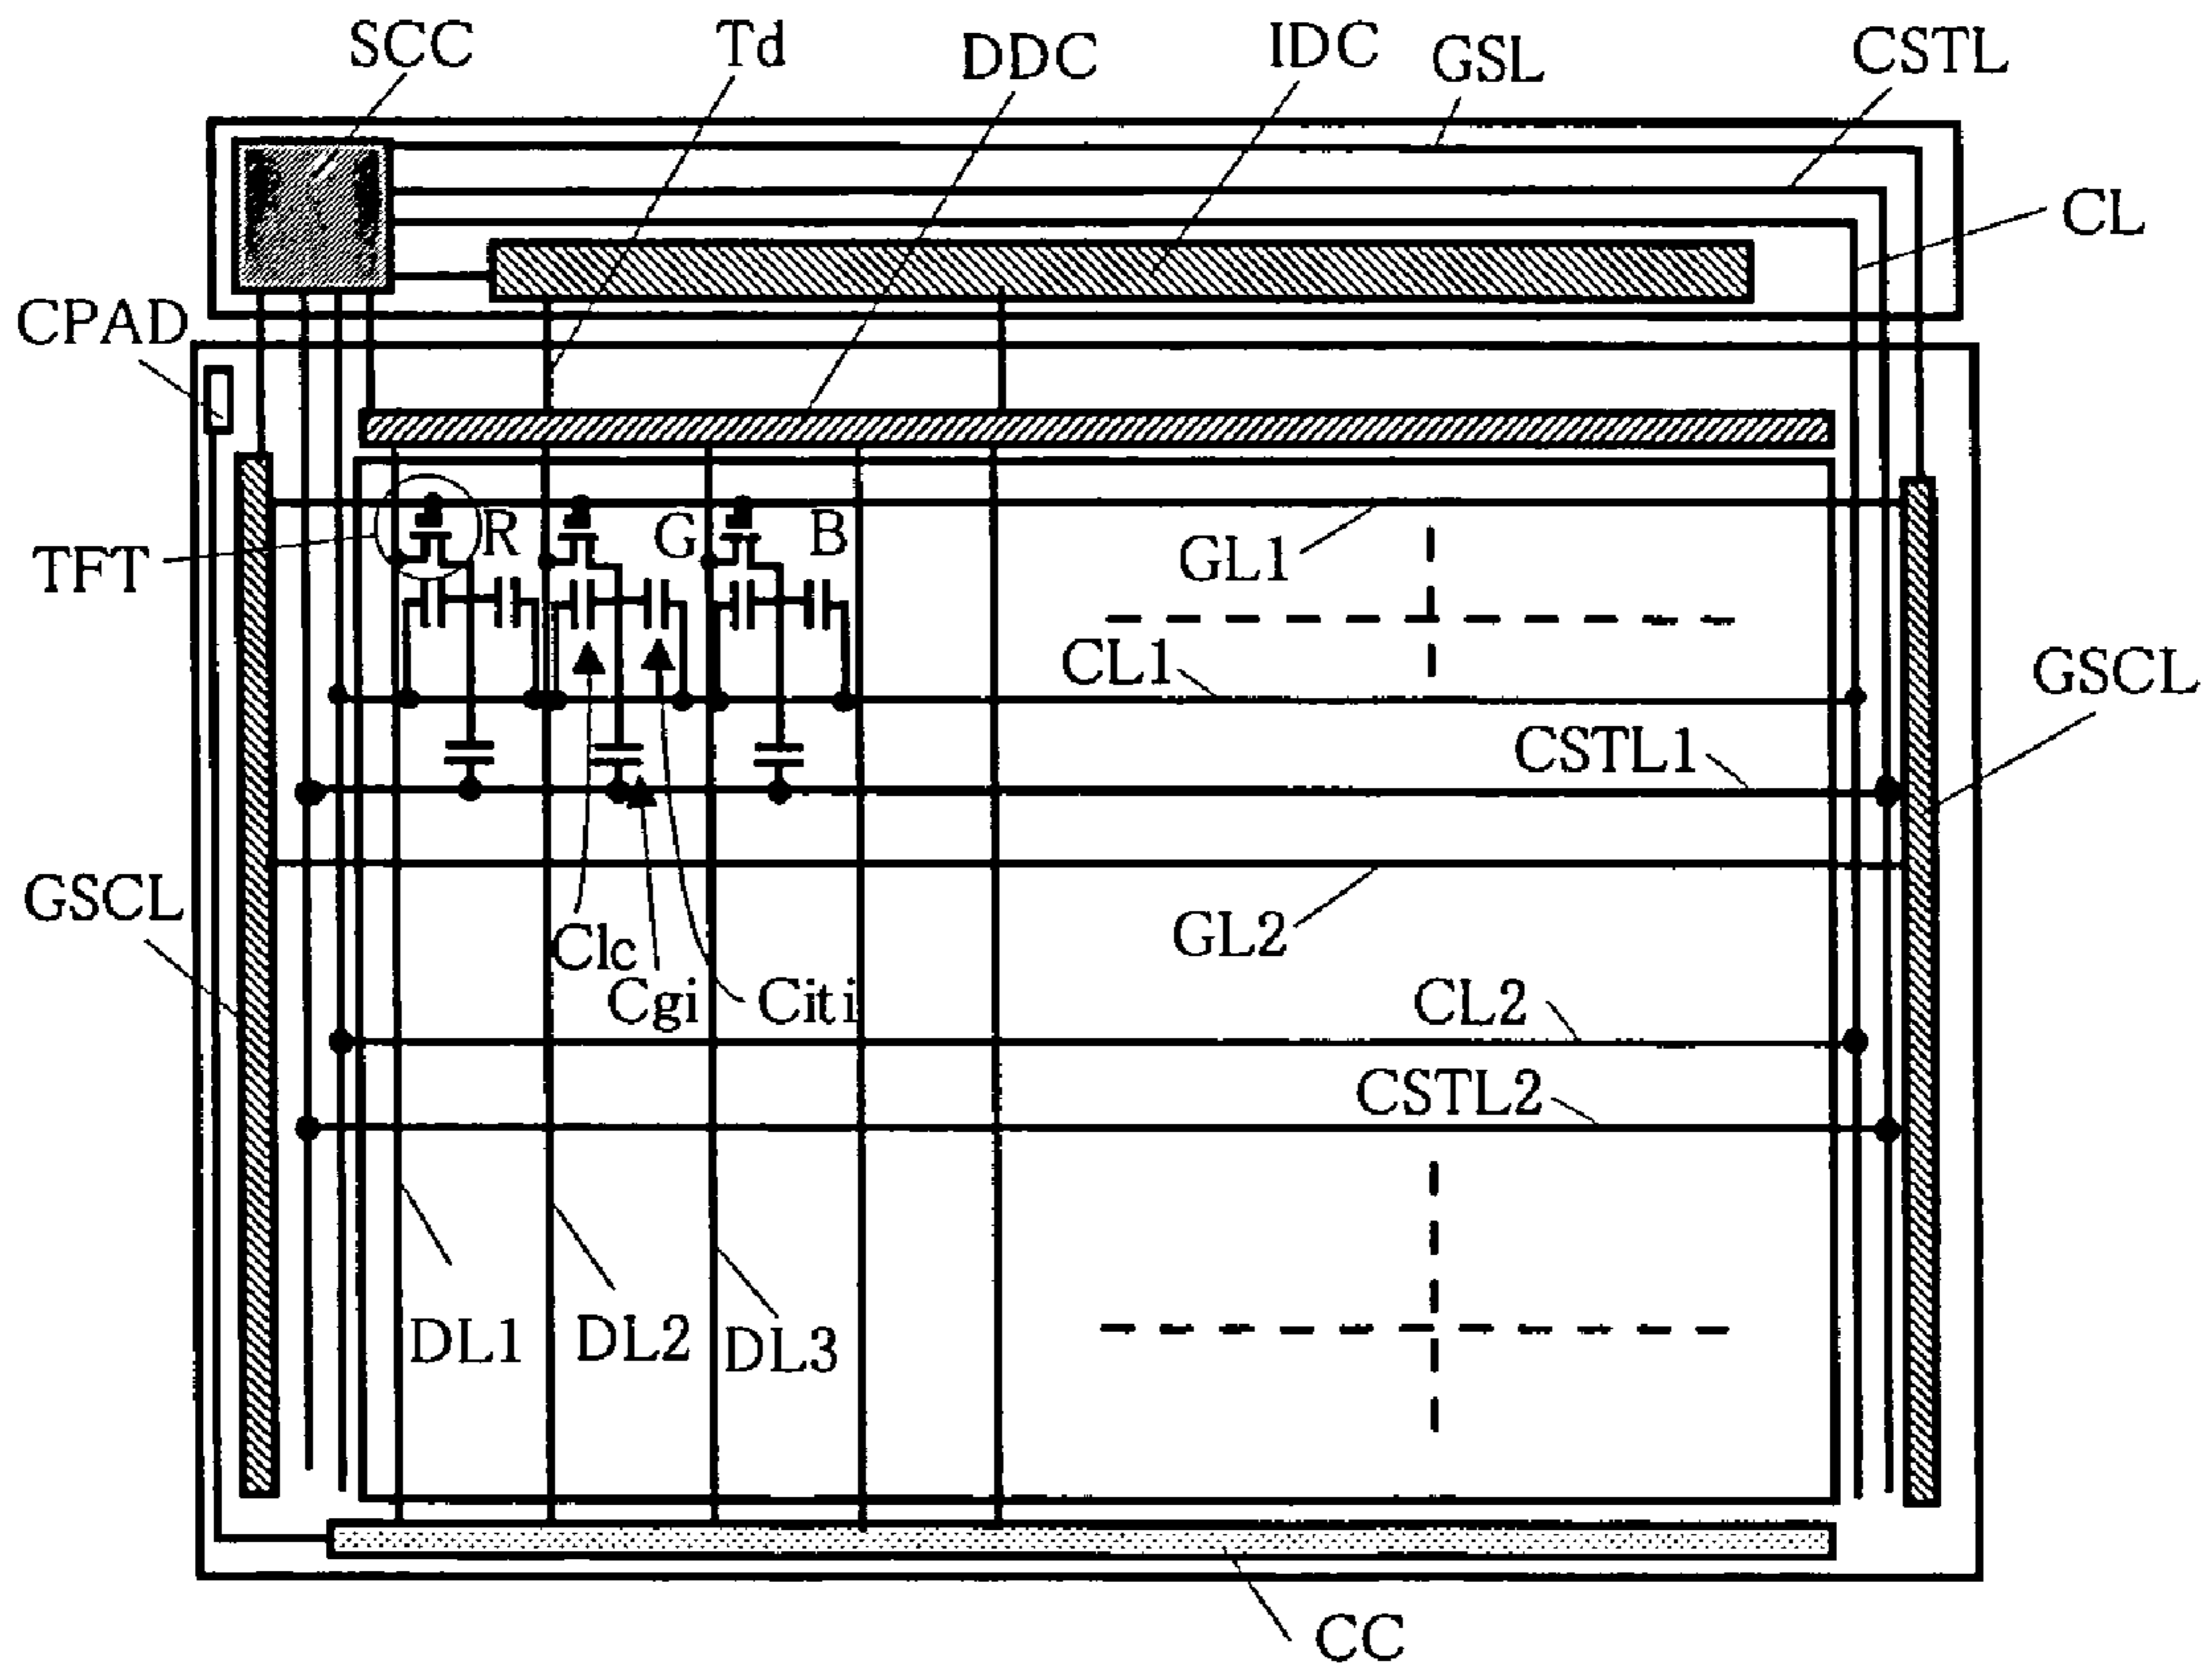 SCC
Td
DDC
IDC
GSL
CSTL
CL
CPAD
TFT
R
G
B
GL1
CL1
GSCL
CSTL1
GSCL
Clc
Cgi
Citi
GL2
CL2
CSTL2
DL1
DL2
DL3
CC